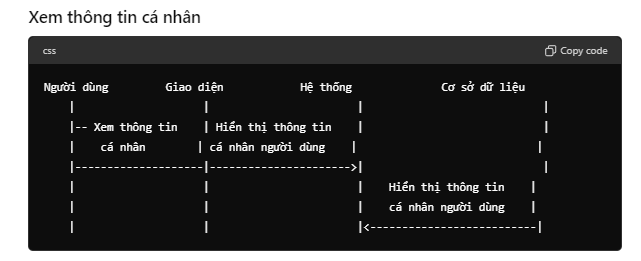 Xem thông tin cá nhân
css Copy code
Người dùng Giao diện Hệ thống Cơ sở dữ liệu
| | | |
|-- Xem thông tin | Hiển thị thông tin | |
| cá nhân | cá nhân người dùng | |
|--------------------|---------------------->| |
| | | Hiển thị thông tin |
| | | cá nhân người dùng |
| | |<--------------------------|